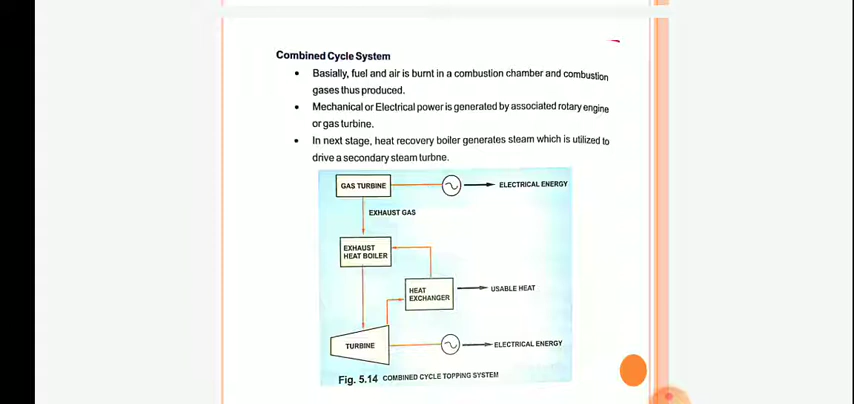 Combined Cycle System
• Basially, fuel and air is burnt in a combustion chamber and combustion
gases thus produced.
• Mechanical or Electrical power is generated by associated rotary engine
or gas turbine.
• In next stage, heat recovery boiler generates steam which is utilized to
drive a secondary steam turbne.
GAS TURBINE
ELECTRICAL ENERGY
EXHAUST GAS
EXHAUST
HEAT BOILER
HEAT
EXCHANGER
USABLE HEAT
TURBINE
ELECTRICAL ENERGY
Fig. 5.14 COMBINED CYCLE TOPPING SYSTEM